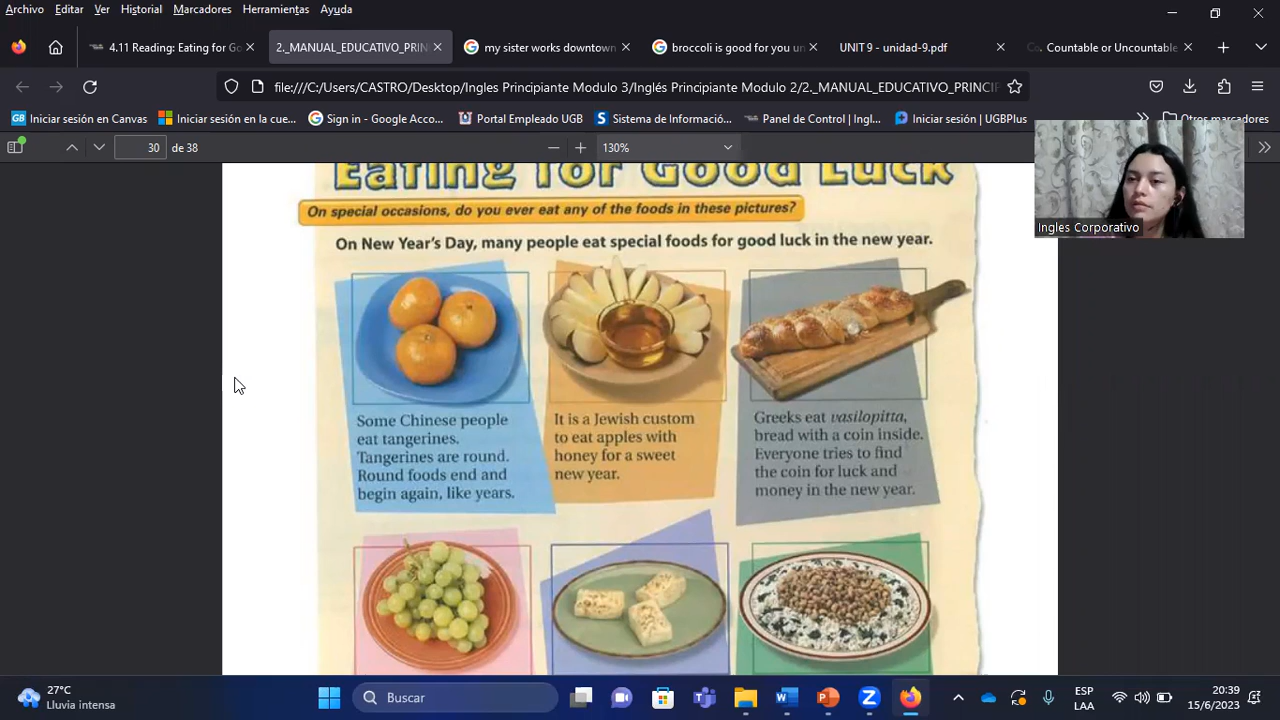 Archivo Editar Ver Historial Marcadores Herramientas Ayuda
4.11 Reading: Eating for Go
2._MANUAL_EDUCATIVO_PRIN
my sister works downtown
broccoli is good for you un
UNIT 9 - unidad-9.pdf
Countable or Uncountable
file:///C:/Users/CASTRO/Desktop/Ingles Principiante Modulo 3/Inglés Principiante Modulo 2/2._MANUAL_EDUCATIVO_PRINCIP
Iniciar sesión en Canvas
Iniciar sesión en la cue...
Sign in - Google Acco...
Portal Empleado UGB
Sistema de Informació...
Panel de Control | Ingl...
Iniciar sesión | UGBPlus
Otros marcadores
30 de 38
130%
Ingles Corporativo
Eating for Good Luck
On special occasions, do you ever eat any of the foods in these pictures?
On New Year's Day, many people eat special foods for good luck in the new year.
Some Chinese people
eat tangerines.
Tangerines are round.
Round foods end and
begin again, like years.
It is a Jewish custom
to eat apples with
honey for a sweet
new year.
Greeks eat vasilopitta,
bread with a coin inside.
Everyone tries to find
the coin for luck and
money in the new year.
27°C
Lluvia intensa
Buscar
ESP
LAA
20:39
15/6/2023